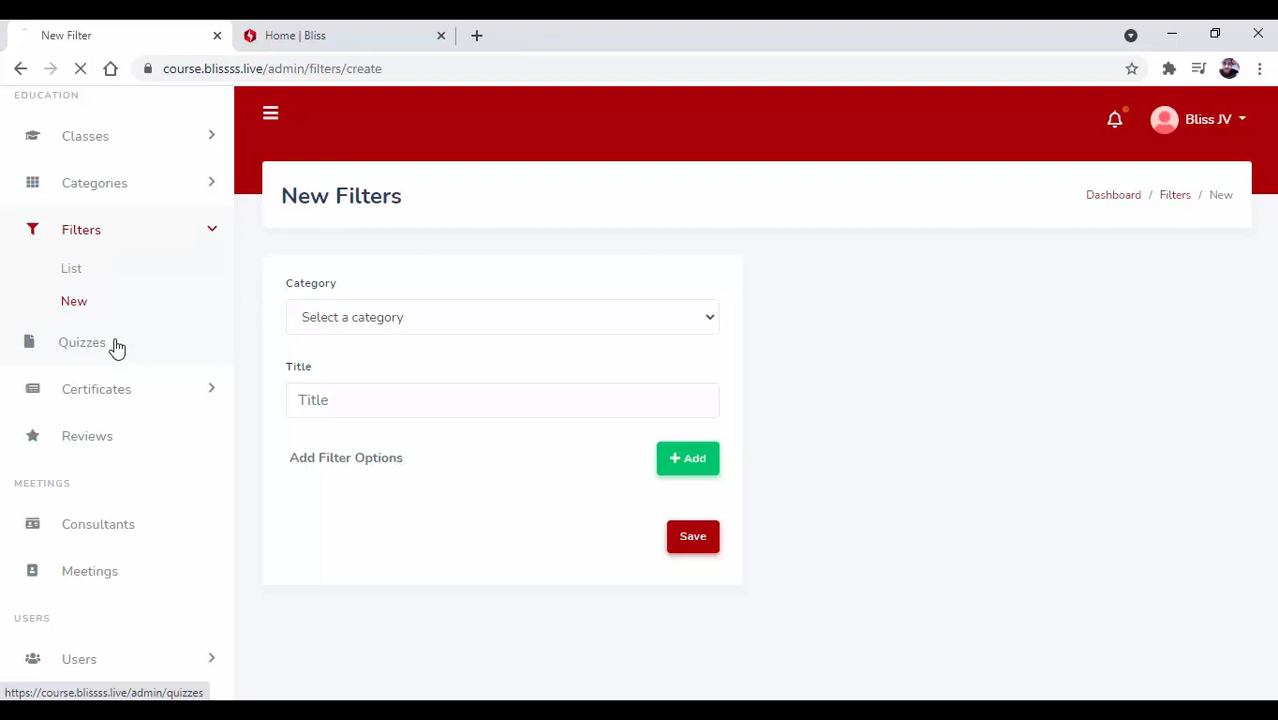 New Filter
Home | Bliss
course.blissss.live/admin/filters/create
EDUCATION
Classes
Categories
Filters
List
New
Quizzes
Certificates
Reviews
MEETINGS
Consultants
Meetings
USERS
Users
https://course.blissss.live/admin/quizzes
Bliss JV
New Filters
Dashboard / Filters / New
Category
Select a category
Title
Title
Add Filter Options
+ Add
Save